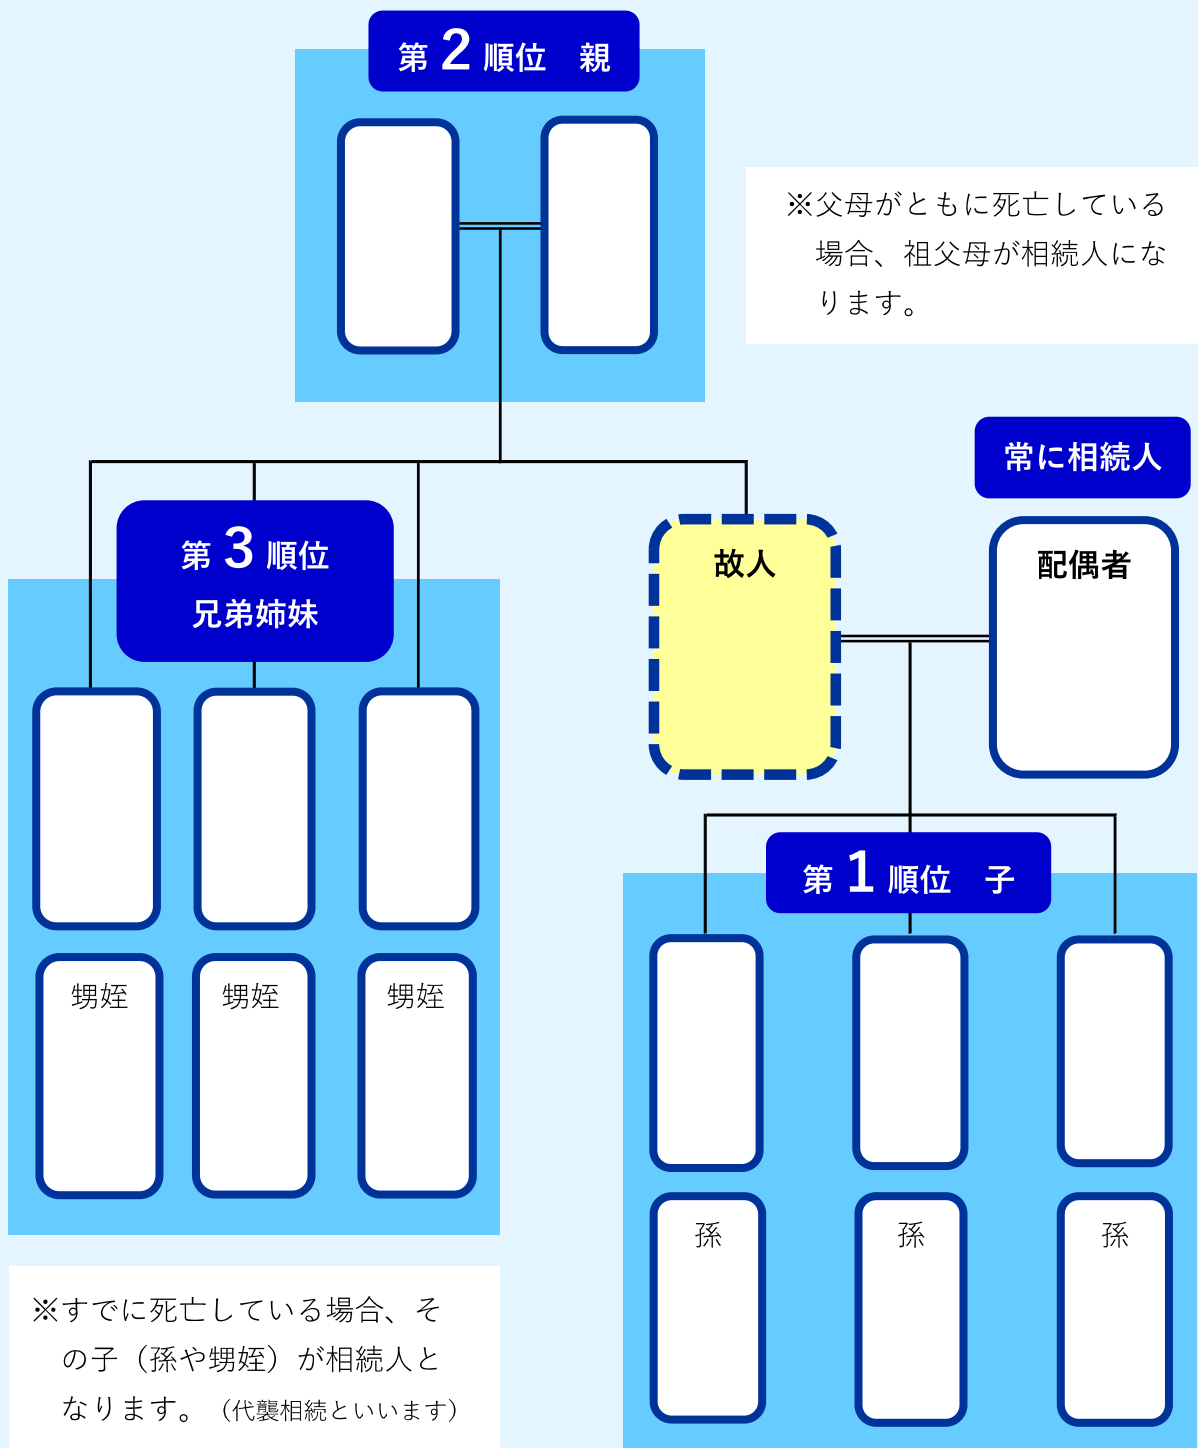 第2順位　親
※父母がともに死亡している
場合、祖父母が相続人にな
ります。
常に相続人
第3順位
兄弟姉妹
故人
配偶者
第1順位　子
甥姪
甥姪
甥姪
孫
孫
孫
※すでに死亡している場合、そ
の子（孫や甥姪）が相続人と
なります。（代襲相続といいます）